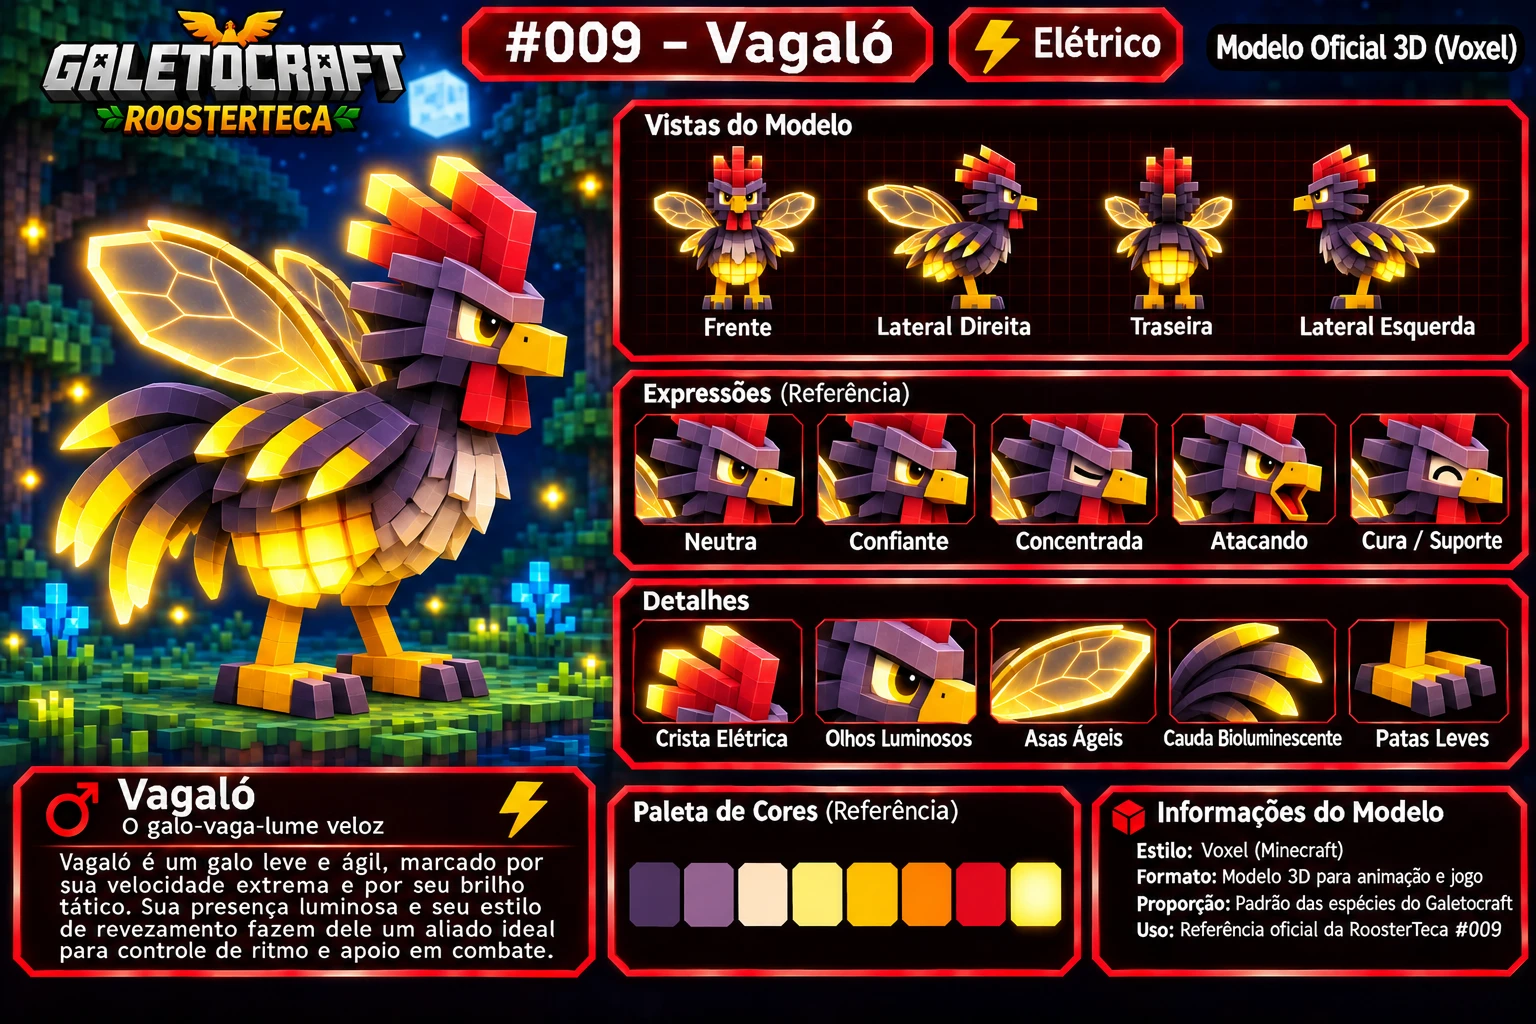 GALETOCRAFT
ROOSTERTECA
#009 - Vagaló
Elétrico
Modelo Oficial 3D (Voxel)
Vistas do Modelo
Frente
Lateral Direita
Traseira
Lateral Esquerda
Expressões (Referência)
Neutra
Confiante
Concentrada
Atacando
Cura / Suporte
Detalhes
Crista Elétrica
Olhos Luminosos
Asas Ágeis
Cauda Bioluminescente
Patas Leves
Vagaló
O galo-vaga-lume veloz
Vagaló é um galo leve e ágil, marcado por
sua velocidade extrema e por seu brilho
tático. Sua presença luminosa e seu estilo
de revezamento fazem dele um aliado ideal
para controle de ritmo e apoio em combate.
Paleta de Cores (Referência)
Informações do Modelo
Estilo: Voxel (Minecraft)
Formato: Modelo 3D para animação e jogo
Proporção: Padrão das espécies do Galetocraft
Uso: Referência oficial da RoosterTeca #009